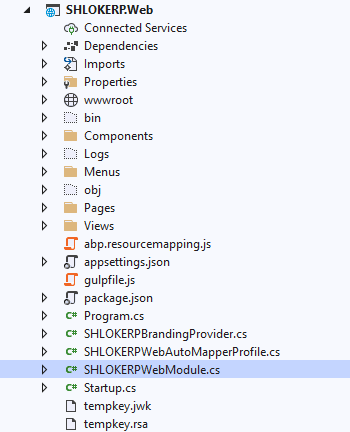 SHLOKERP.Web
Connected Services
Dependencies
Imports
Properties
wwwroot
bin
Components
Logs
Menus
obj
Pages
Views
abp.resourcemapping.js
appsettings.json
gulpfile.js
package.json
C# Program.cs
C# SHLOKERPBrandingProvider.cs
C# SHLOKERPWebAutoMapperProfile.cs
C# SHLOKERPWebModule.cs
C# Startup.cs
tempkey.jwk
tempkey.rsa